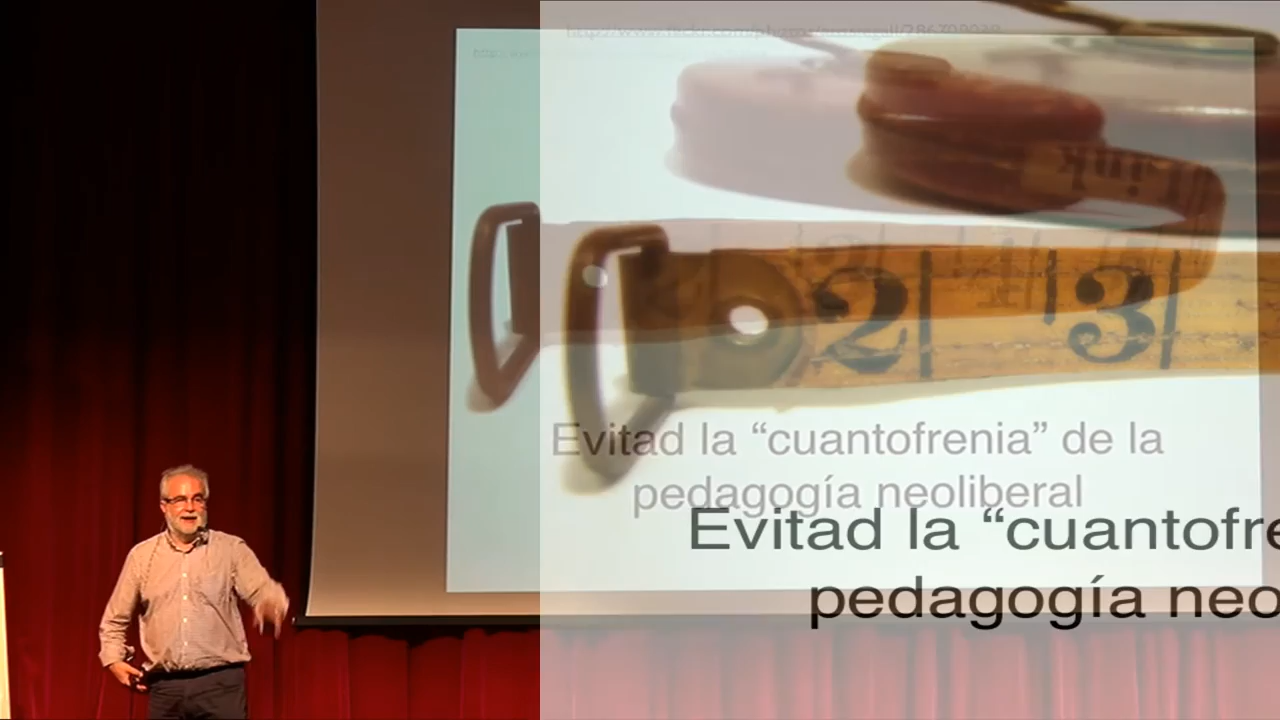 Evitad la “cuantofrenia” de la
pedagogía neoliberal
Evitad la “cuantofre
pedagogía neo
2 3